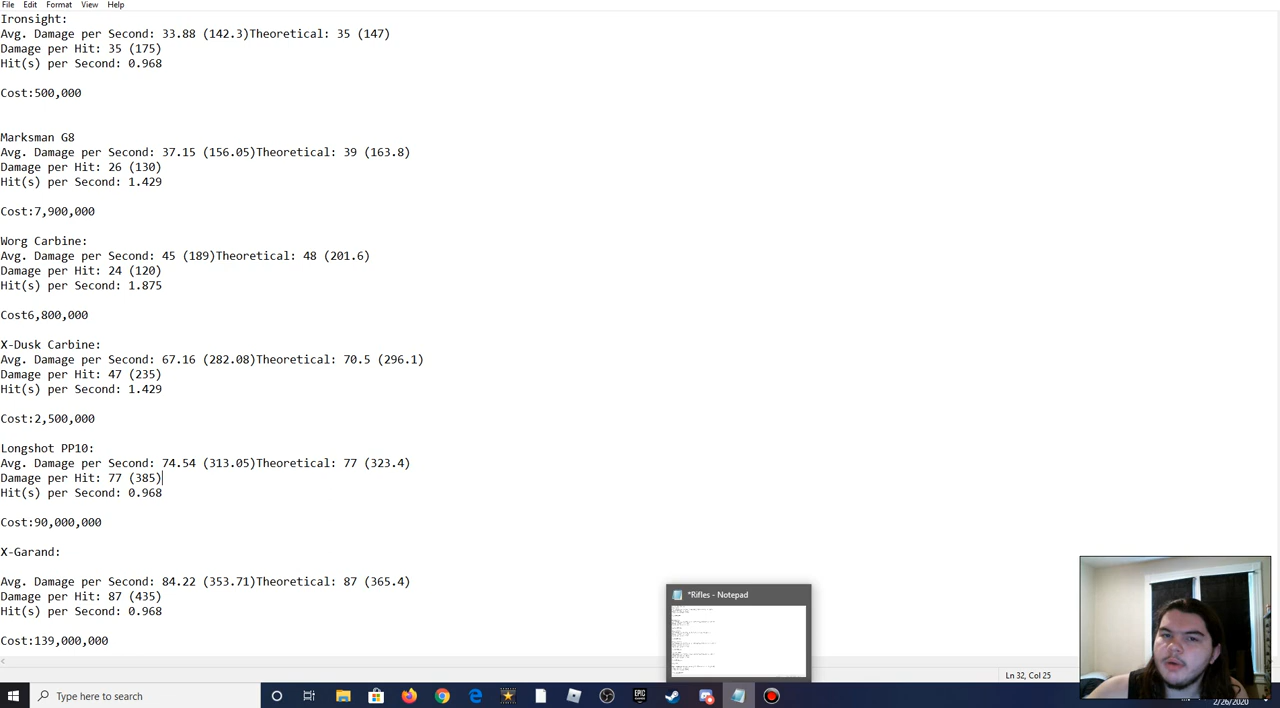 File Edit Format View Help
Ironsight:
Avg. Damage per Second: 33.88 (142.3)Theoretical: 35 (147)
Damage per Hit: 35 (175)
Hit(s) per Second: 0.968
Cost:500,000
Marksman G8
Avg. Damage per Second: 37.15 (156.05)Theoretical: 39 (163.8)
Damage per Hit: 26 (130)
Hit(s) per Second: 1.429
Cost:7,900,000
Worg Carbine:
Avg. Damage per Second: 45 (189)Theoretical: 48 (201.6)
Damage per Hit: 24 (120)
Hit(s) per Second: 1.875
Cost6,800,000
X-Dusk Carbine:
Avg. Damage per Second: 67.16 (282.08)Theoretical: 70.5 (296.1)
Damage per Hit: 47 (235)
Hit(s) per Second: 1.429
Cost:2,500,000
Longshot PP10:
Avg. Damage per Second: 74.54 (313.05)Theoretical: 77 (323.4)
Damage per Hit: 77 (385)
Hit(s) per Second: 0.968
Cost:90,000,000
X-Garand:
Avg. Damage per Second: 84.22 (353.71)Theoretical: 87 (365.4)
Damage per Hit: 87 (435)
Hit(s) per Second: 0.968
Cost:139,000,000
*Rifles - Notepad
Ln 32, Col 25
Type here to search
EPIC GAMES
2/26/2020